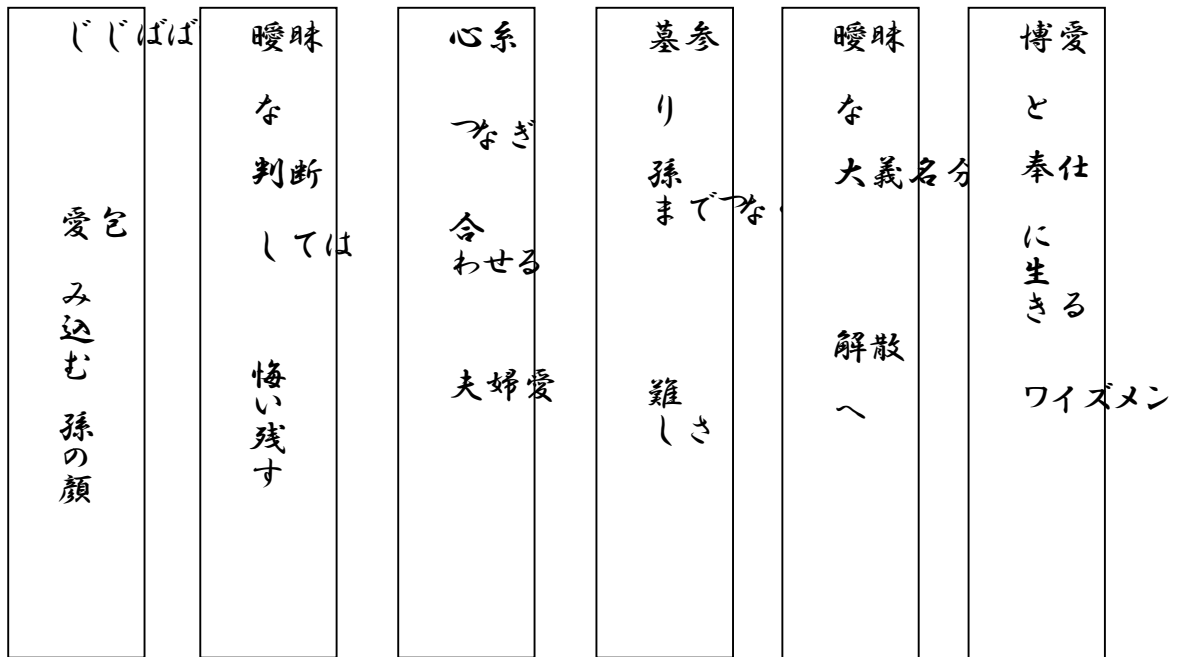 博愛と奉仕に生きるワイズメン
曖昧な大義名分解散へ
墓参り孫までつな難しさ
心糸つなぎ合わせる夫婦愛
曖昧な判断しては悔い残す
じじばば愛包み込む孫の顔